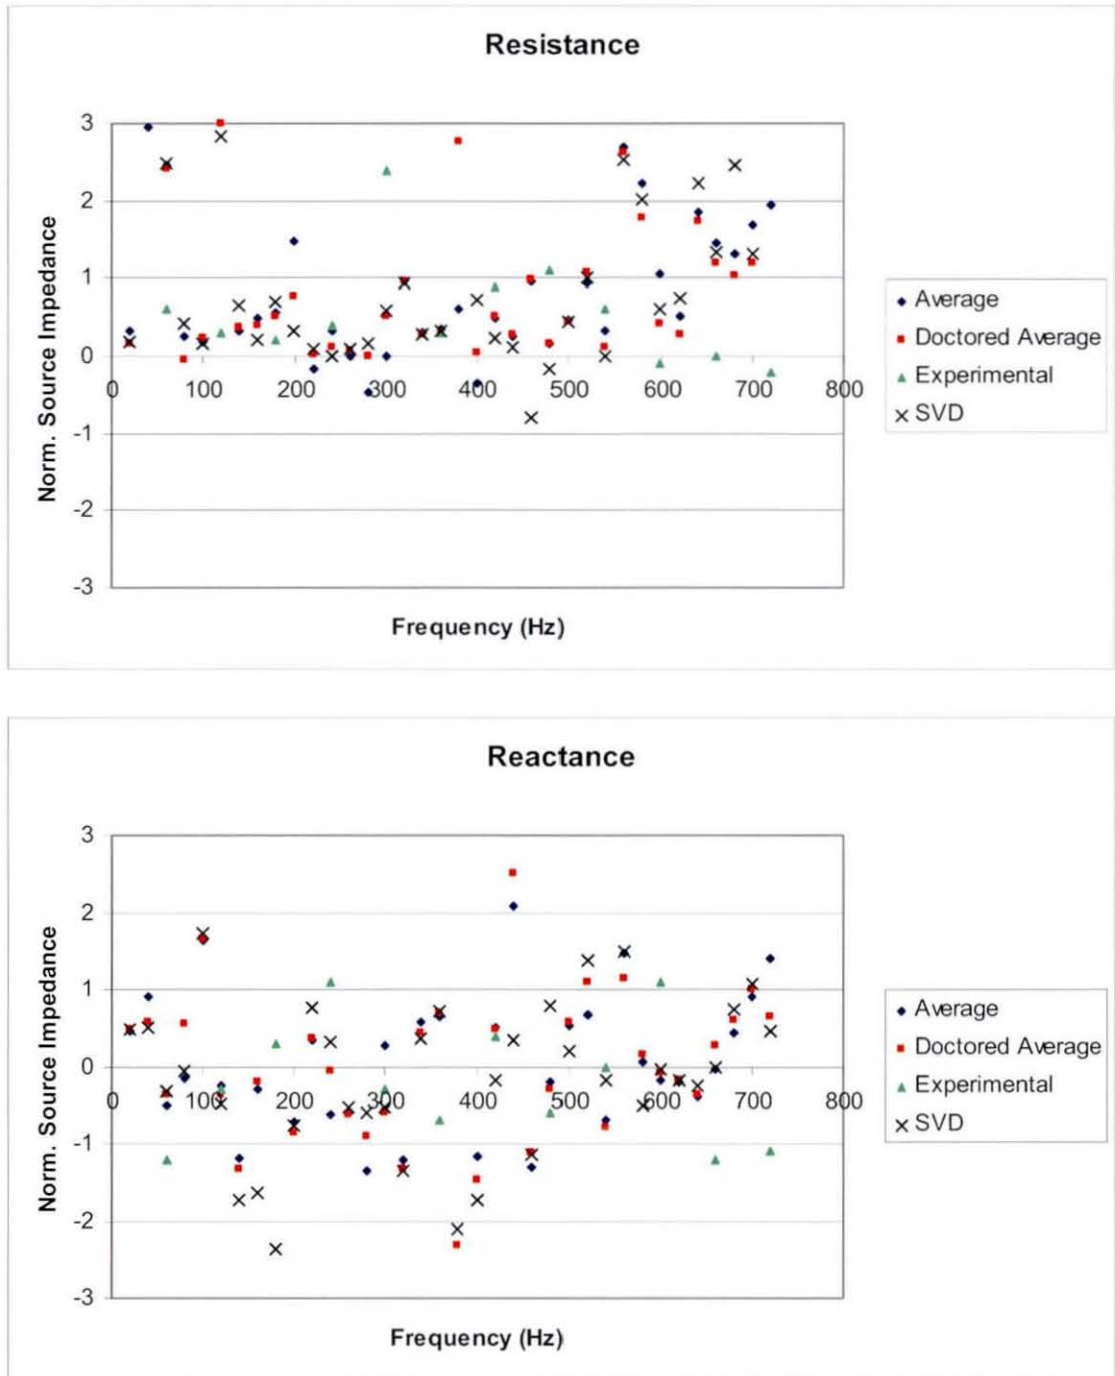 Resistance
3
2
1
0
-1
-2
-3
0 100 200 300 400 500 600 700 800
Norm. Source Impedance
Frequency (Hz)
Average
Doctored Average
Experimental
SVD
Reactance
3
2
1
0
-1
-2
-3
0 100 200 300 400 500 600 700 800
Norm. Source Impedance
Frequency (Hz)
Average
Doctored Average
Experimental
SVD